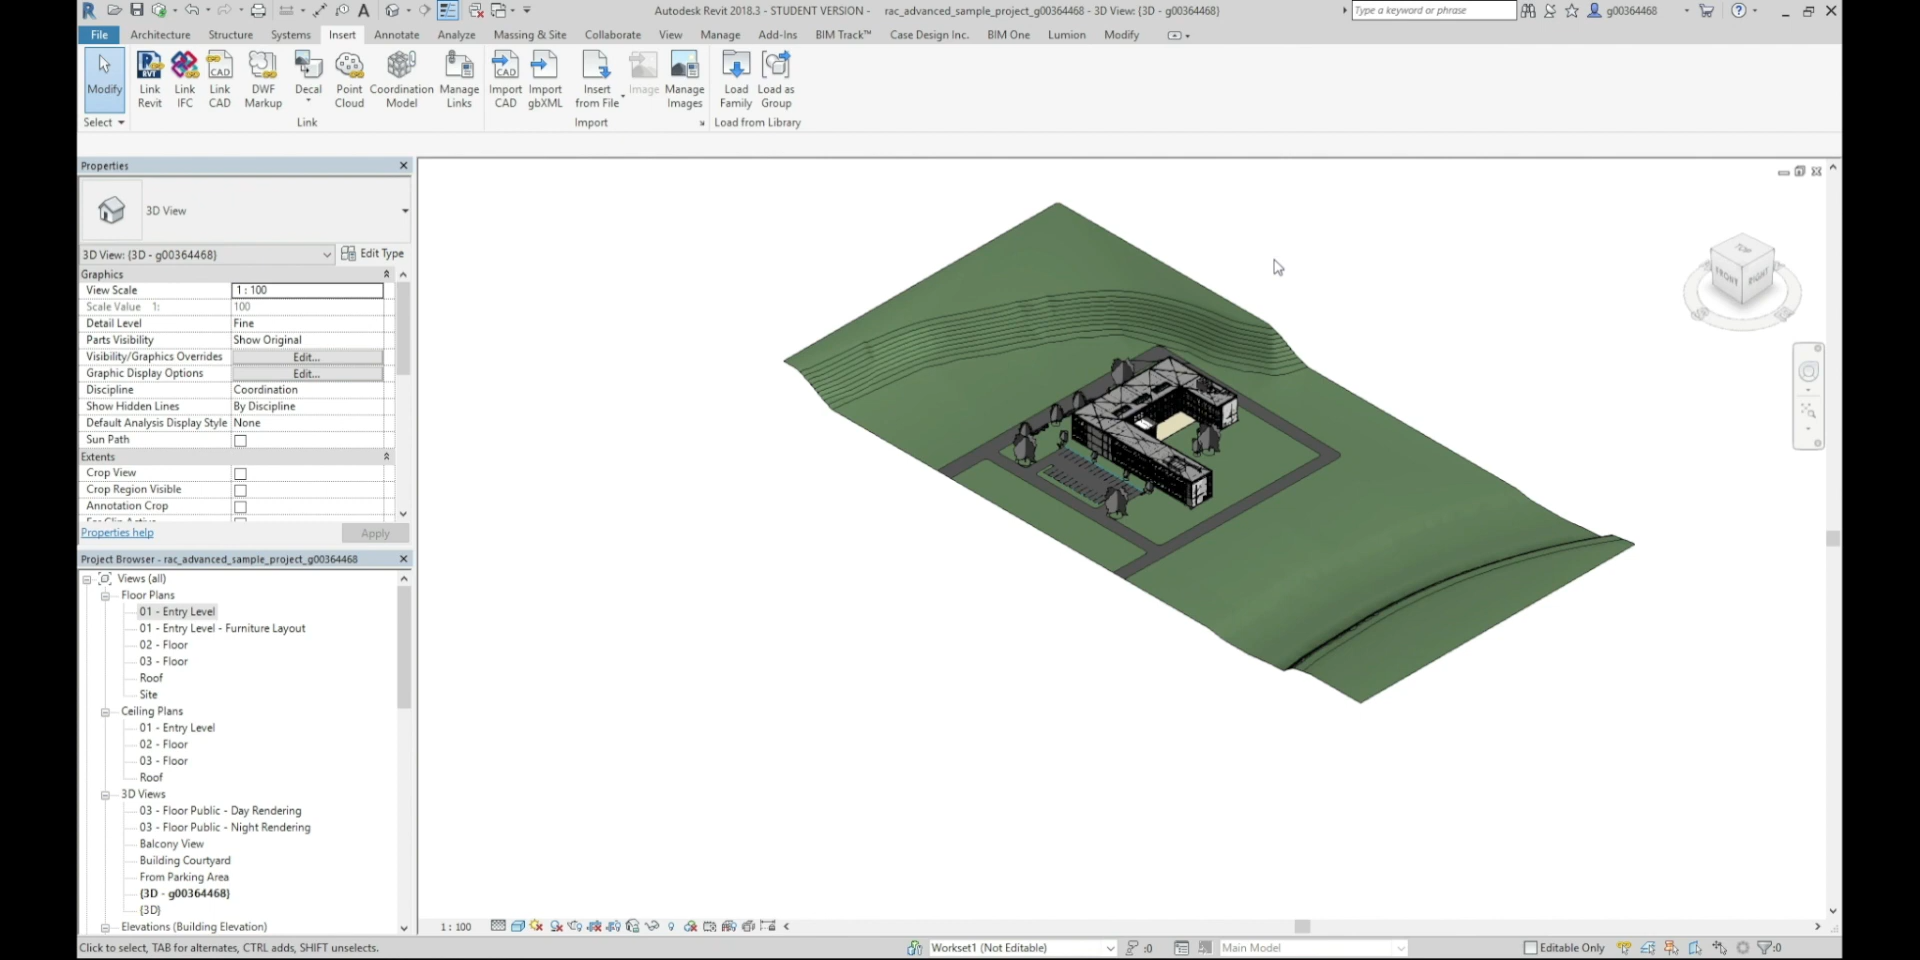 Autodesk Revit 2018.3 - STUDENT VERSION - rac_advanced_sample_project_g00364468 - 3D View: {3D - g00364468}
Type a keyword or phrase
g00364468
File Architecture Structure Systems Insert Annotate Analyze Massing & Site Collaborate View Manage Add-Ins BIM Track™ Case Design Inc. BIM One Lumion Modify
Modify
Link Revit
Link IFC
Link CAD
DWF Markup
Decal
Point Cloud
Coordination Model
Manage Links
Import CAD
Import gbXML
Insert from File
Image
Manage Images
Load Family
Load as Group
Select Link Import Load from Library
Properties
3D View
3D View: {3D - g00364468} Edit Type
Graphics
View Scale 1 : 100
Scale Value 1: 100
Detail Level Fine
Parts Visibility Show Original
Visibility/Graphics Overrides Edit...
Graphic Display Options Edit...
Discipline Coordination
Show Hidden Lines By Discipline
Default Analysis Display Style None
Sun Path
Extents
Crop View
Crop Region Visible
Annotation Crop
Properties help Apply
Project Browser - rac_advanced_sample_project_g00364468
Views (all)
Floor Plans
01 - Entry Level
01 - Entry Level - Furniture Layout
02 - Floor
03 - Floor
Roof
Site
Ceiling Plans
01 - Entry Level
02 - Floor
03 - Floor
Roof
3D Views
03 - Floor Public - Day Rendering
03 - Floor Public - Night Rendering
Balcony View
Building Courtyard
From Parking Area
{3D - g00364468}
{3D}
Elevations (Building Elevation)
TOP
FRONT RIGHT
1 : 100
Click to select, TAB for alternates, CTRL adds, SHIFT unselects.
Workset1 (Not Editable)
:0
Main Model
Editable Only
:0